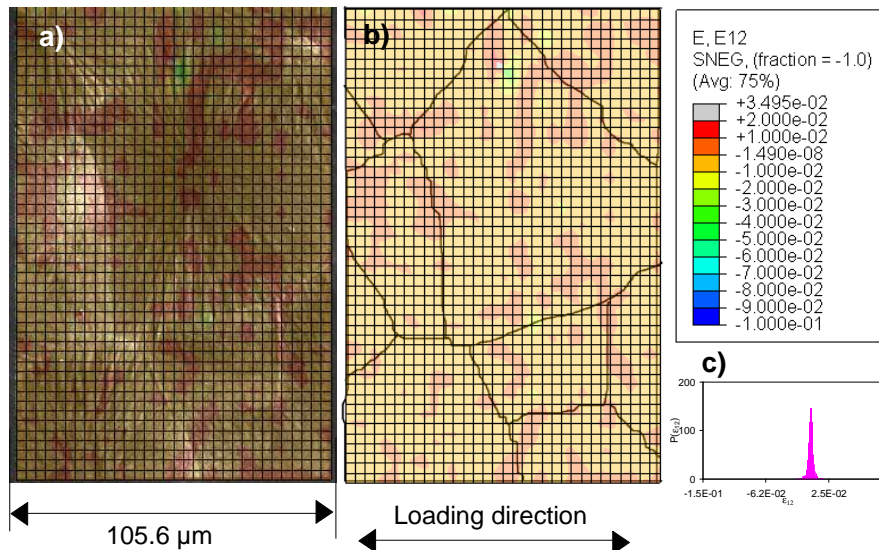 a)
b)
E, E12
SNEG, (fraction = -1.0)
(Avg: 75%)
+3.495e-02
+2.000e-02
+1.000e-02
-1.490e-08
-1.000e-02
-2.000e-02
-3.000e-02
-4.000e-02
-5.000e-02
-6.000e-02
-7.000e-02
-8.000e-02
-9.000e-02
-1.000e-01
c)
200
100
0
P(ε12)
-1.5E-01
-6.2E-02
2.5E-02
ε12
105.6 µm
Loading direction